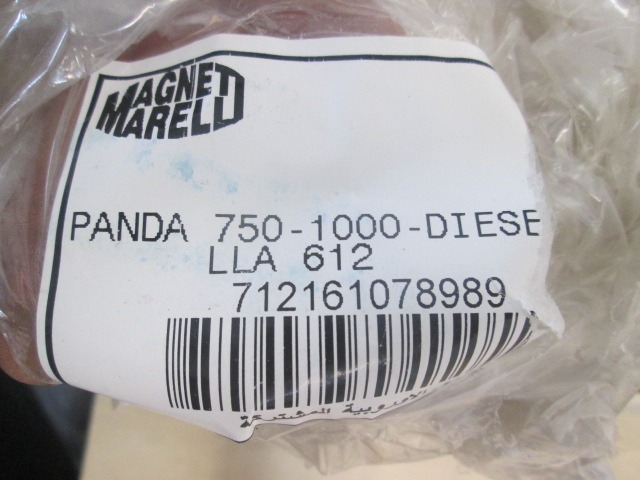 MAGNETI
MARELLI
PANDA 750-1000-DIESE
LLA 612
712161078989